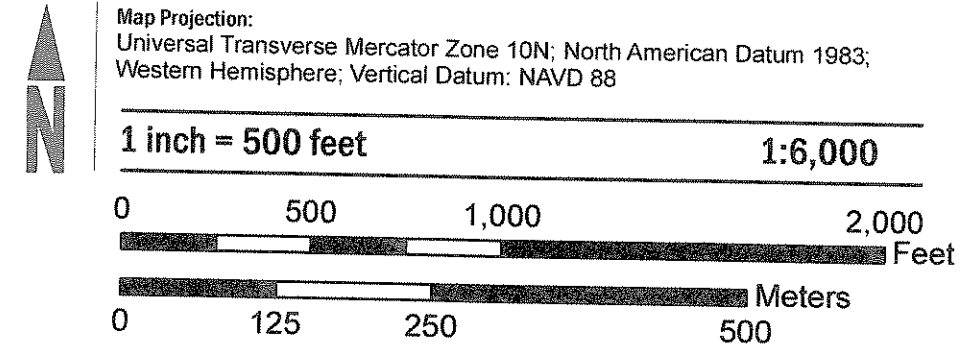 N
Map Projection:
Universal Transverse Mercator Zone 10N; North American Datum 1983;
Western Hemisphere; Vertical Datum: NAVD 88
1 inch = 500 feet 1:6,000
0 500 1,000 2,000
Feet
Meters
0 125 250 500